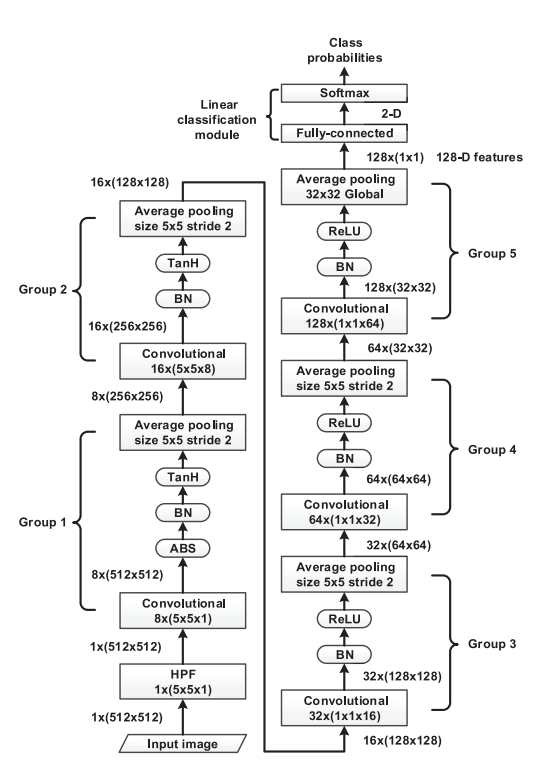 Class
probabilities
Softmax
2-D
Linear
classification
module
Fully-connected
128x(1x1) 128-D features
Average pooling
32x32 Global
ReLU
BN
Group 5
128x(32x32)
Convolutional
128x(1x1x64)
64x(32x32)
Average pooling
size 5x5 stride 2
ReLU
BN
Group 4
64x(64x64)
Convolutional
64x(1x1x32)
32x(64x64)
Average pooling
size 5x5 stride 2
ReLU
BN
Group 3
32x(128x128)
Convolutional
32x(1x1x16)
16x(128x128)
16x(128x128)
Average pooling
size 5x5 stride 2
TanH
Group 2
BN
16x(256x256)
Convolutional
16x(5x5x8)
8x(256x256)
Average pooling
size 5x5 stride 2
TanH
BN
Group 1
ABS
8x(512x512)
Convolutional
8x(5x5x1)
1x(512x512)
HPF
1x(5x5x1)
1x(512x512)
Input image